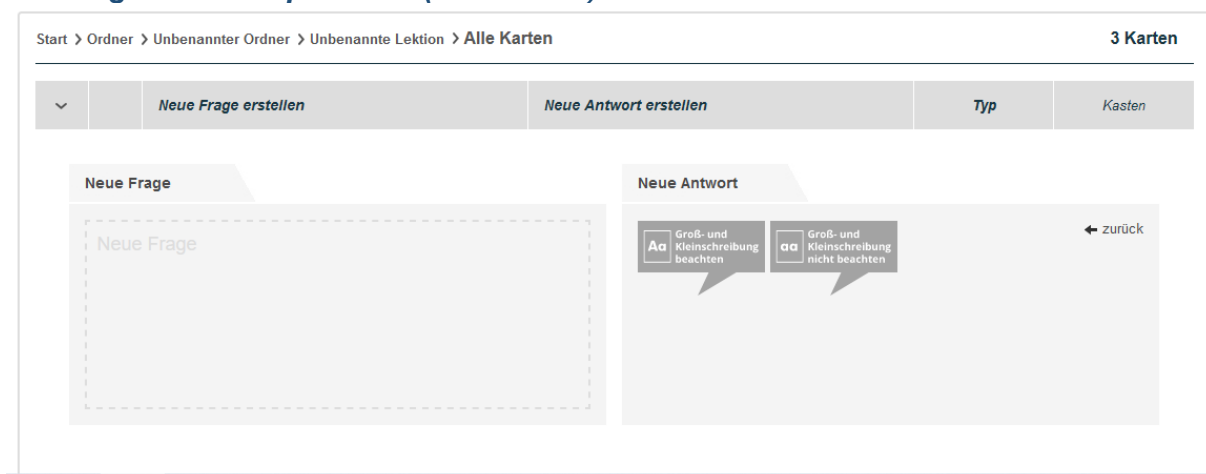 Start > Ordner > Unbenannter Ordner > Unbenannte Lektion > Alle Karten 3 Karten
Neue Frage erstellen Neue Antwort erstellen Typ Kasten
Neue Frage Neue Antwort
Neue Frage
Aa Groß- und Kleinschreibung beachten
aa Groß- und Kleinschreibung nicht beachten
← zurück